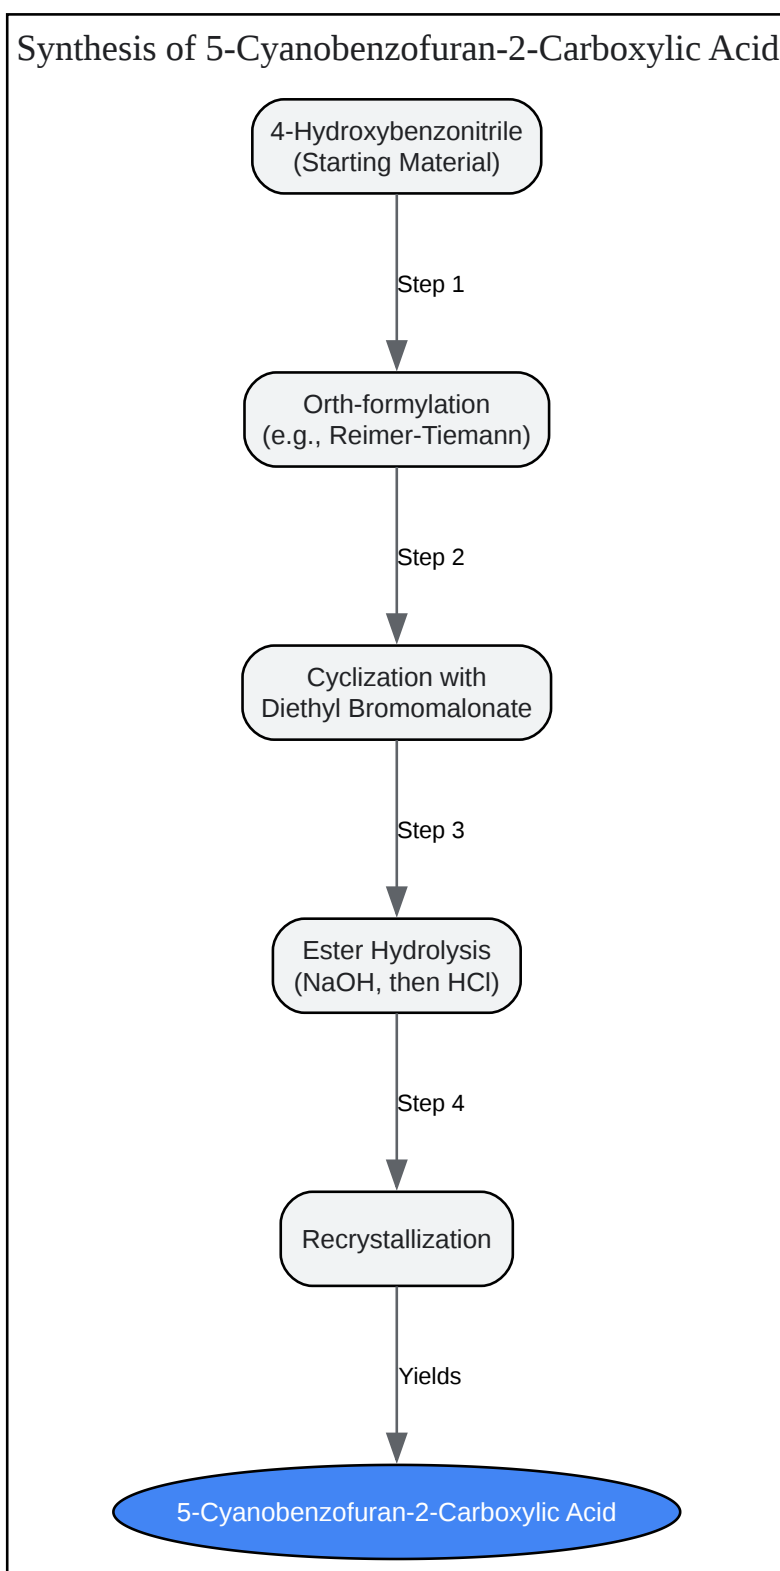 Synthesis of 5-Cyanobenzofuran-2-Carboxylic Acid
4-Hydroxybenzonitrile
(Starting Material)
Step 1
Orth-formylation
(e.g., Reimer-Tiemann)
Step 2
Cyclization with
Diethyl Bromomalonate
Step 3
Ester Hydrolysis
(NaOH, then HCl)
Step 4
Recrystallization
Yields
5-Cyanobenzofuran-2-Carboxylic Acid